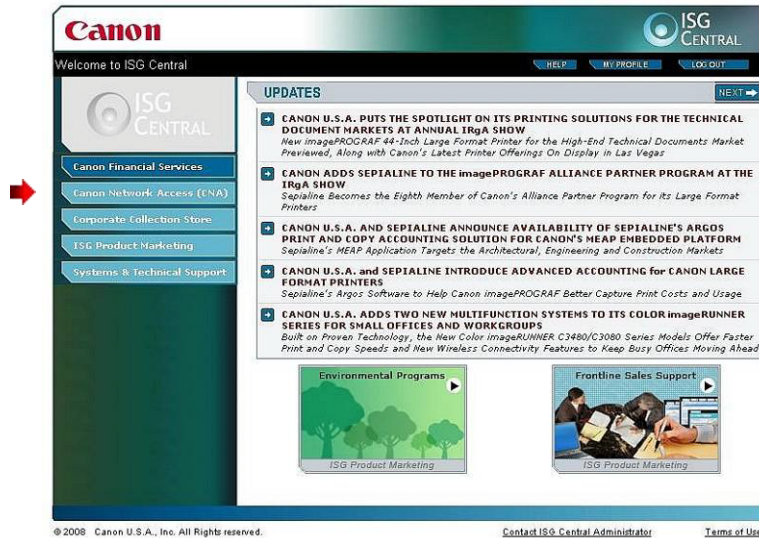 Canon
ISG
CENTRAL
Welcome to ISG Central
HELP
MY PROFILE
LOG OUT
ISG
CENTRAL
Canon Financial Services
Canon Network Access (CNA)
Corporate Collection Store
ISG Product Marketing
Systems & Technical Support
UPDATES
NEXT
CANON U.S.A. PUTS THE SPOTLIGHT ON ITS PRINTING SOLUTIONS FOR THE TECHNICAL
DOCUMENT MARKETS AT ANNUAL IRgA SHOW
New imagePROGRAF 44-Inch Large Format Printer for the High-End Technical Documents Market
Previewed, Along with Canon's Latest Printer Offerings On Display in Las Vegas
CANON ADDS SEPIALINE TO THE imagePROGRAF ALLIANCE PARTNER PROGRAM AT THE
IRgA SHOW
Sepialine Becomes the Eighth Member of Canon's Alliance Partner Program for its Large Format
Printers
CANON U.S.A. AND SEPIALINE ANNOUNCE AVAILABILITY OF SEPIALINE'S ARGOS
PRINT AND COPY ACCOUNTING SOLUTION FOR CANON'S MEAP EMBEDDED PLATFORM
Sepialine's MEAP Application Targets the Architectural, Engineering and Construction Markets
CANON U.S.A. and SEPIALINE INTRODUCE ADVANCED ACCOUNTING for CANON LARGE
FORMAT PRINTERS
Sepialine's Argos Software to Help Canon imagePROGRAF Better Capture Print Costs and Usage
CANON U.S.A. ADDS TWO NEW MULTIFUNCTION SYSTEMS TO ITS COLOR imageRUNNER
SERIES FOR SMALL OFFICES AND WORKGROUPS
Built on Proven Technology, the New Color imageRUNNER C3480/C3080 Series Models Offer Faster
Print and Copy Speeds and New Wireless Connectivity Features to Keep Busy Offices Moving Ahead
Environmental Programs
ISG Product Marketing
Frontline Sales Support
ISG Product Marketing
© 2008 Canon U.S.A., Inc. All Rights reserved.
Contact ISG Central Administrator
Terms of Use